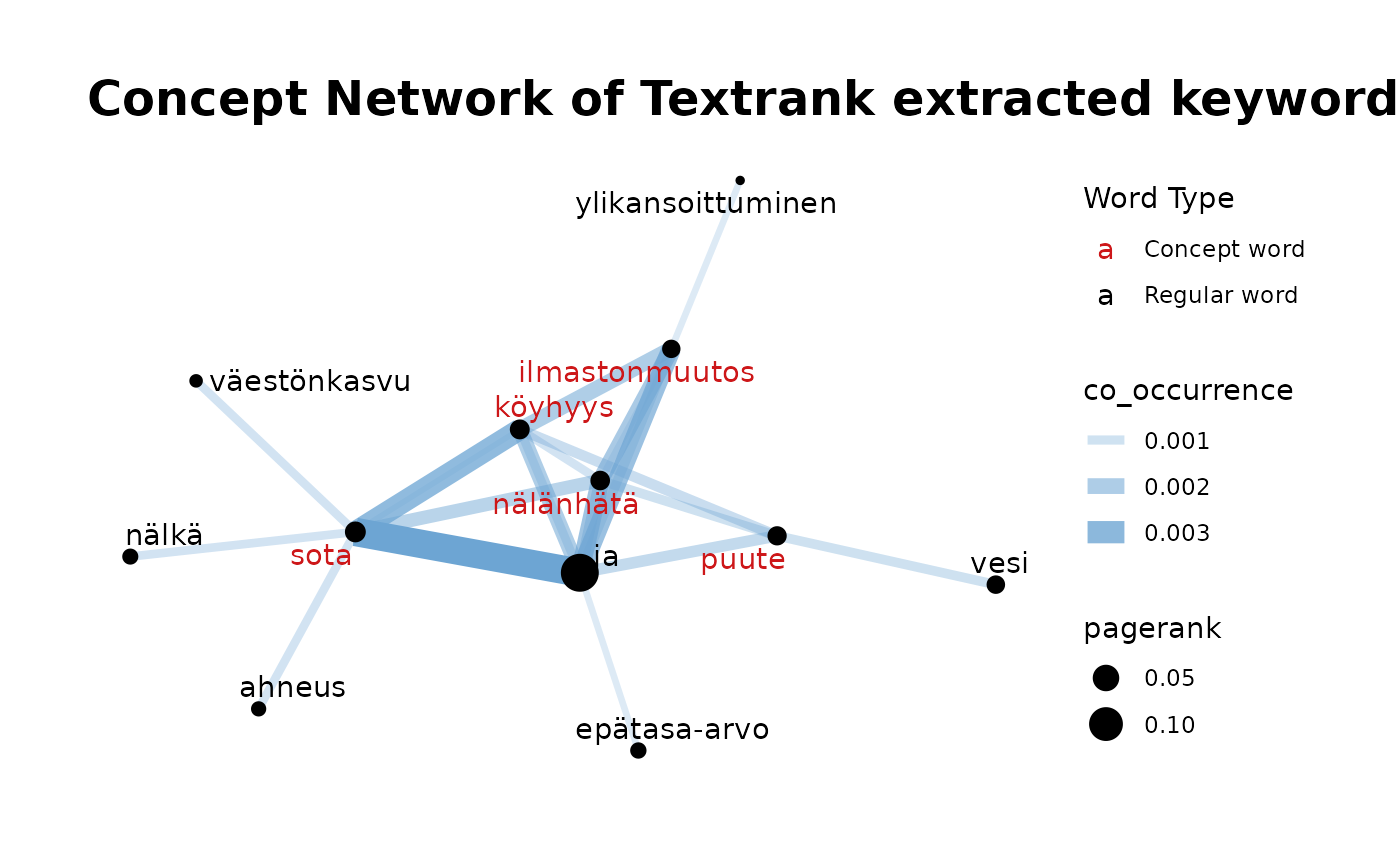 Concept Network of Textrank extracted keyword
ylikansoittuminen
ilmastonmuutos
väestönkasvu
köyhyys
nälänhätä
nälkä
sota
ja
puute
vesi
ahneus
epätasa-arvo
Word Type
a Concept word
a Regular word
co_occurrence
0.001
0.002
0.003
pagerank
0.05
0.10